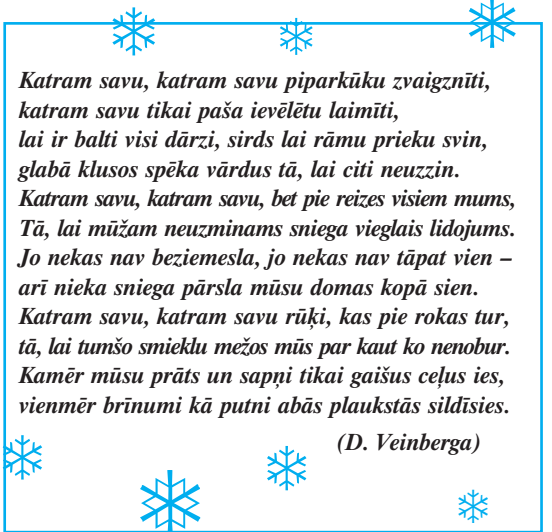 Katram savu, katram savu piparkūku zvaigznīti,
katram savu tikai paša ievēlētu laimīti,
lai ir balti visi dārzi, sirds lai rāmu prieku svin,
glabā klusos spēka vārdus tā, lai citi neuzzin.
Katram savu, katram savu, bet pie reizes visiem mums,
Tā, lai mūžam neuzminams sniega vieglais lidojums.
Jo nekas nav beziemesla, jo nekas nav tāpat vien –
arī nieka sniega pārsla mūsu domas kopā sien.
Katram savu, katram savu rūķi, kas pie rokas tur,
tā, lai tumšo smieklu mežos mūs par kaut ko nenobur.
Kamēr mūsu prāts un sapņi tikai gaišus ceļus ies,
vienmēr brīnumi kā putni abās plaukstās sildīsies.
(D. Veinberga)